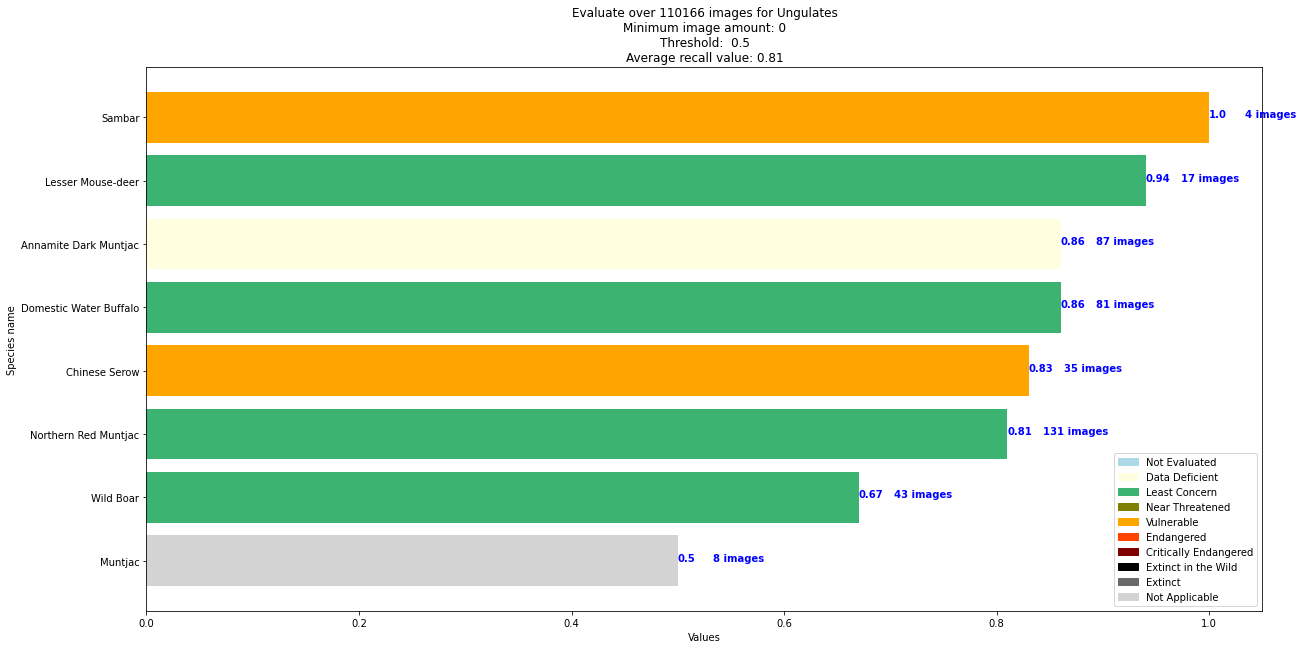 Evaluate over 110166 images for Ungulates
Minimum image amount: 0
Threshold:  0.5
Average recall value: 0.81
Species name
Sambar 1.0 4 images
Lesser Mouse-deer 0.94 17 images
Annamite Dark Muntjac 0.86 87 images
Domestic Water Buffalo 0.86 81 images
Chinese Serow 0.83 35 images
Northern Red Muntjac 0.81 131 images
Wild Boar 0.67 43 images
Muntjac 0.5 8 images
Not Evaluated
Data Deficient
Least Concern
Near Threatened
Vulnerable
Endangered
Critically Endangered
Extinct in the Wild
Extinct
Not Applicable
0.0 0.2 0.4 0.6 0.8 1.0
Values